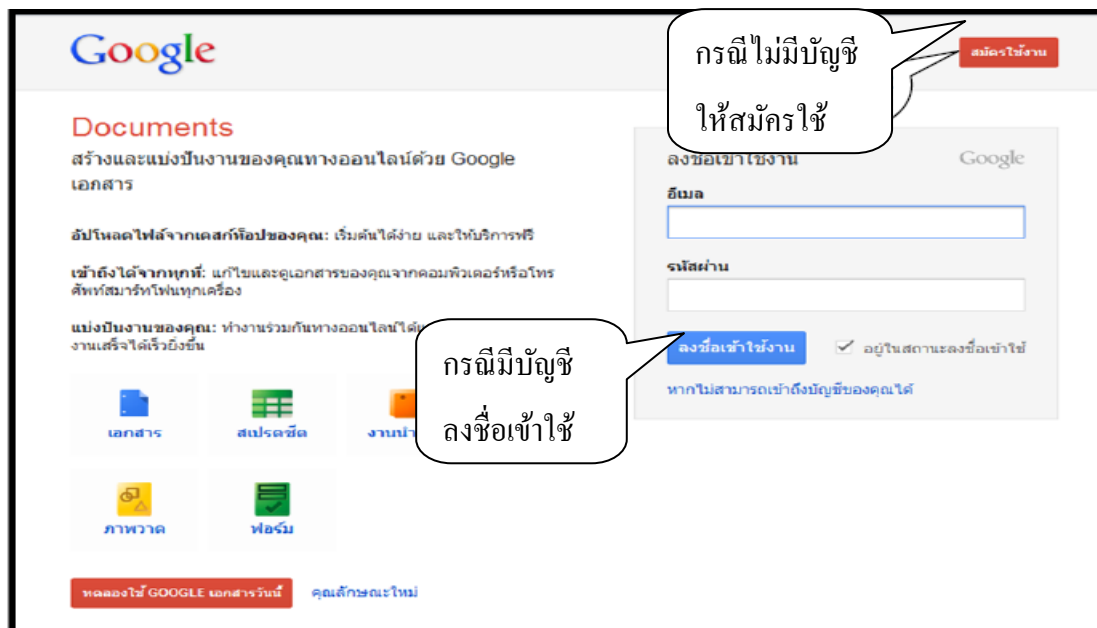 Google
กรณีไม่มีบัญชี
ให้สมัครใช้
สมัครใช้งาน
Documents
สร้างและแบ่งปันงานของคุณทางออนไลน์ด้วย Google
เอกสาร
อัปโหลดไฟล์จากเดสก์ท็อปของคุณ: เริ่มต้นได้ง่าย และให้บริการฟรี
เข้าถึงได้จากทุกที่: แก้ไขและดูเอกสารของคุณจากคอมพิวเตอร์หรือโทร
ศัพท์สมาร์ทโฟนทุกเครื่อง
แบ่งปันงานของคุณ: ทำงานร่วมกันทางออนไลน์ได้
งานเสร็จได้เร็วยิ่งขึ้น
เอกสาร
สเปรดชีต
งานนำ
ภาพวาด
ฟอร์ม
ทดลองใช้ GOOGLE เอกสารวันนี้
คุณลักษณะใหม่
ลงชื่อเข้าใช้งาน
Google
อีเมล
รหัสผ่าน
ลงชื่อเข้าใช้งาน
อยู่ในสถานะลงชื่อเข้าใช้
หากไม่สามารถเข้าถึงบัญชีของคุณได้
กรณีมีบัญชี
ลงชื่อเข้าใช้